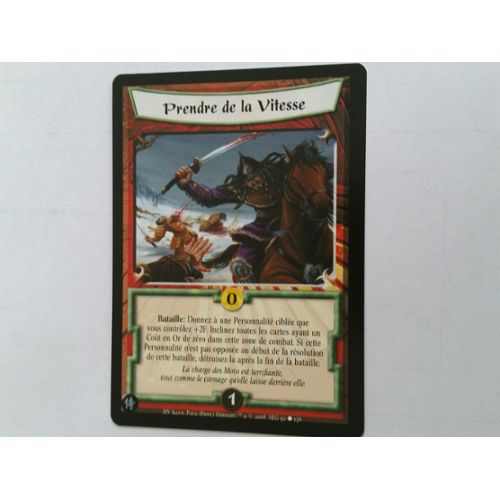 Prendre de la Vitesse
0
Bataille: Donnez à une Personnalité ciblée que
vous contrôlez +2F. Inclinez toutes les cartes ayant un
Coût en Or de zéro dans cette zone de combat. Si cette
Personnalité n'est pas opposée au début de la résolution
de cette bataille, détruisez-la après la fin de la bataille.
La charge des Moto est terrifiante,
tout comme le carnage qu'elle laisse derrière elle.
1
2008 AEG